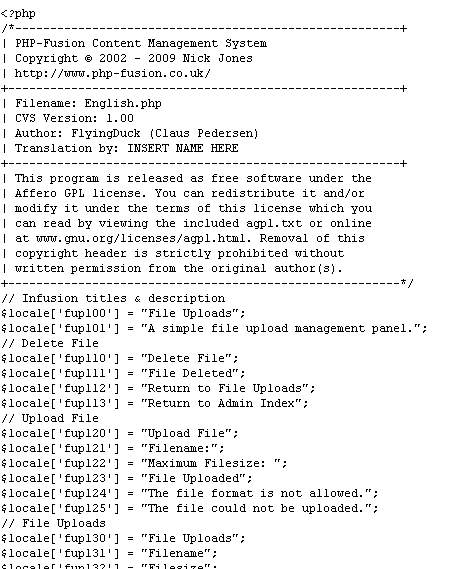 <?php
/*-------------------------------------------------------+
| PHP-Fusion Content Management System
| Copyright © 2002 - 2009 Nick Jones
| http://www.php-fusion.co.uk/
+--------------------------------------------------------+
| Filename: English.php
| CVS Version: 1.00
| Author: FlyingDuck (Claus Pedersen)
| Translation by: INSERT NAME HERE
+--------------------------------------------------------+
| This program is released as free software under the
| Affero GPL license. You can redistribute it and/or
| modify it under the terms of this license which you
| can read by viewing the included agpl.txt or online
| at www.gnu.org/licenses/agpl.html. Removal of this
| copyright header is strictly prohibited without
| written permission from the original author(s).
+--------------------------------------------------------*/
// Infusion titles & description
$locale['fup100'] = "File Uploads";
$locale['fup101'] = "A simple file upload management panel.";
// Delete File
$locale['fup110'] = "Delete File";
$locale['fup111'] = "File Deleted";
$locale['fup112'] = "Return to File Uploads";
$locale['fup113'] = "Return to Admin Index";
// Upload File
$locale['fup120'] = "Upload File";
$locale['fup121'] = "Filename:";
$locale['fup122'] = "Maximum Filesize: ";
$locale['fup123'] = "File Uploaded";
$locale['fup124'] = "The file format is not allowed.";
$locale['fup125'] = "The file could not be uploaded.";
// File Uploads
$locale['fup130'] = "File Uploads";
$locale['fup131'] = "Filename";
$locale['fup132'] = "Filesize";